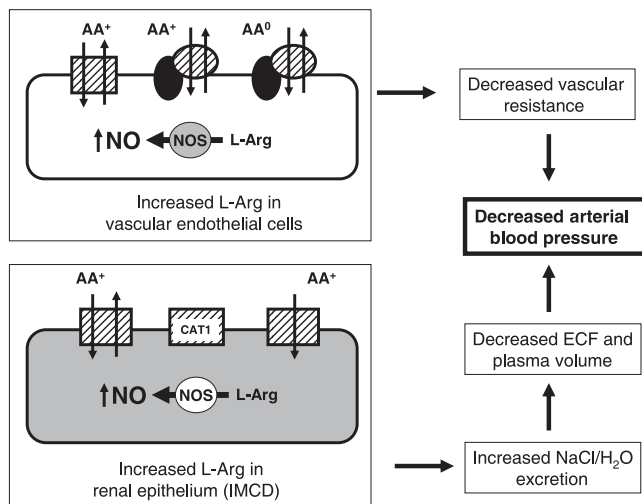 AA⁺ AA⁺ AA⁰
↑NO NOS L-Arg
Increased L-Arg in
vascular endothelial cells
Decreased vascular
resistance
Decreased arterial
blood pressure
Decreased ECF and
plasma volume
Increased NaCl/H₂O
excretion
AA⁺ AA⁺
CAT1
↑NO NOS L-Arg
Increased L-Arg in
renal epithelium (IMCD)